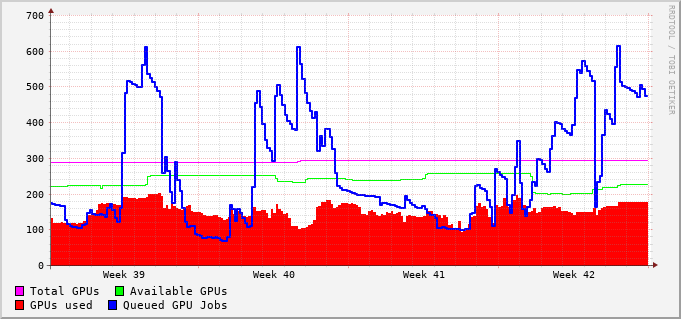 700
600
500
400
300
200
100
0
Week 39 Week 40 Week 41 Week 42
Total GPUs Available GPUs
GPUs used Queued GPU Jobs
RRDTOOL / TOBI OETIKER